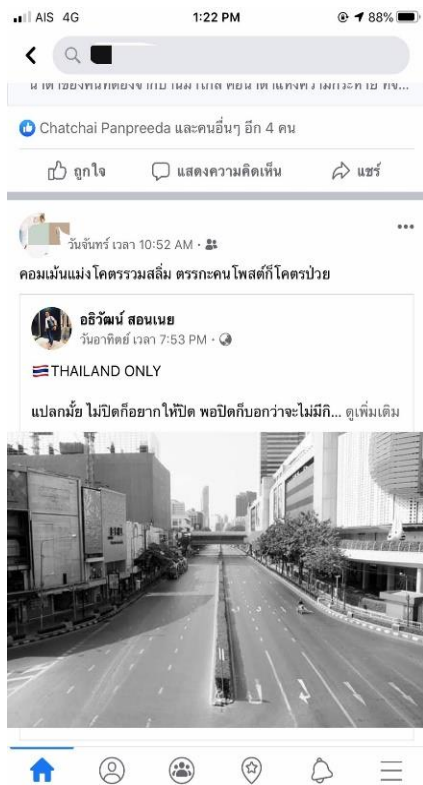 AIS 4G 1:22 PM 88%
Chatchai Panpreeda และคนอื่นๆ อีก 4 คน
ถูกใจ แสดงความคิดเห็น แชร์
วันจันทร์ เวลา 10:52 AM ·
คอมเม้นแม่งโคตรรวมสลิ่ม ตรรกะคนโพสต์ก็โคตรป่วย
อธิวัฒน์ สอนเนย
วันอาทิตย์ เวลา 7:53 PM ·
THAILAND ONLY
แปลกมั้ย ไม่ปิดก็อยากให้ปิด พอปิดก็บอกว่าจะไม่มีกิ... ดูเพิ่มเติม